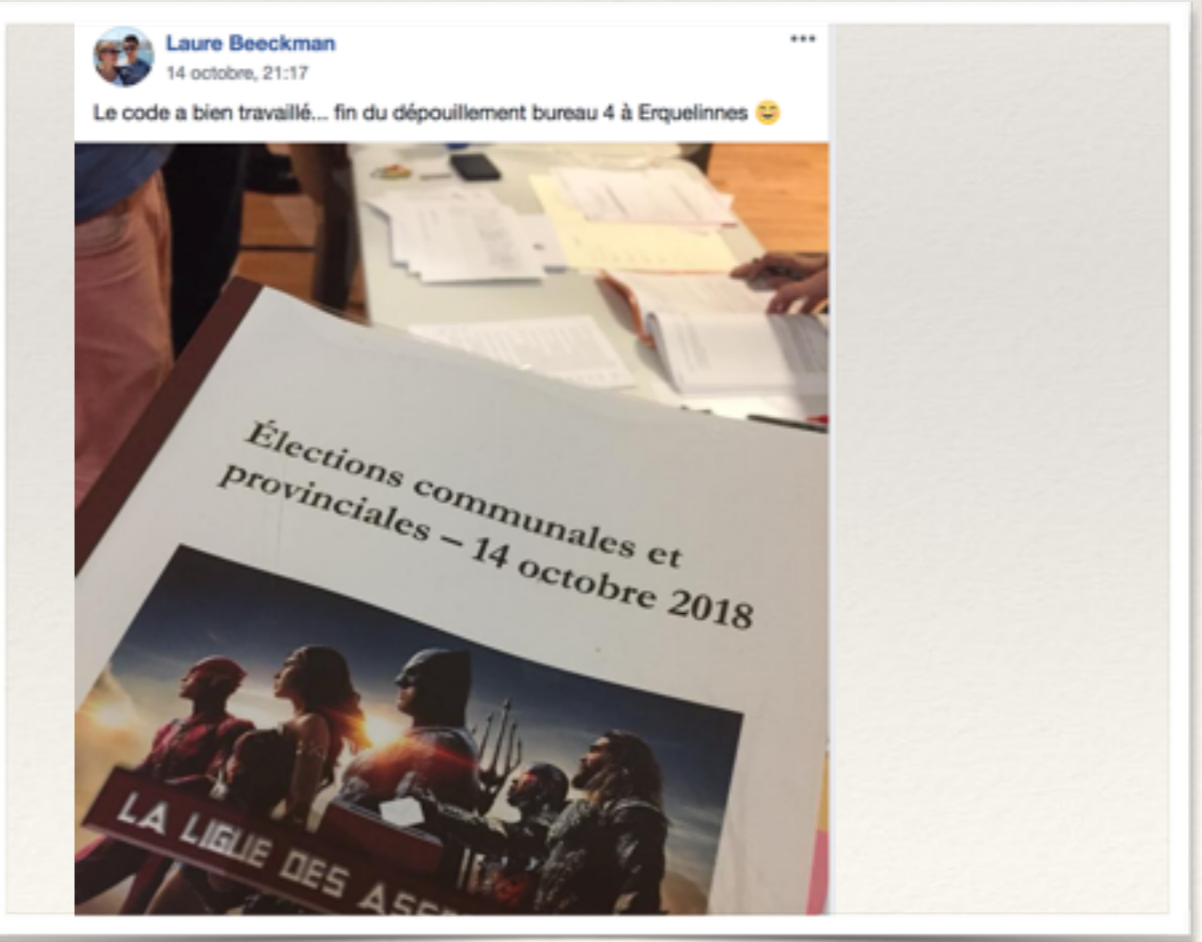 Laure Beeckman
14 octobre, 21:17
Le code a bien travaillé... fin du dépouillement bureau 4 à Erquelinnes
Élections communales et
provinciales – 14 octobre 2018
LA LIGUE DES